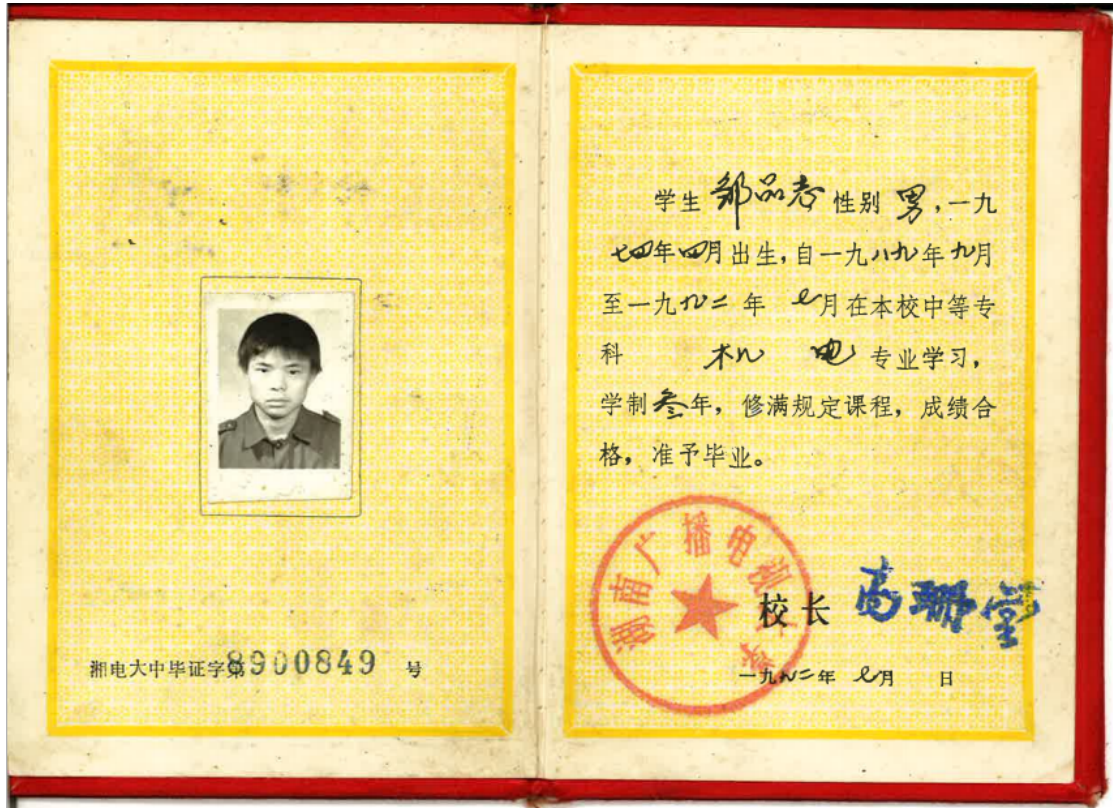 湘电大中毕证字第8900849 号
学生 邹品志 性别 男,一九
七四年四月出生,自一九八九年九月
至一九九二年 七月在本校中等专
科 机 电 专业学习,
学制叁年,修满规定课程,成绩合
格,准予毕业。
湖南广播电视大学
校长
一九九二年 七月 日